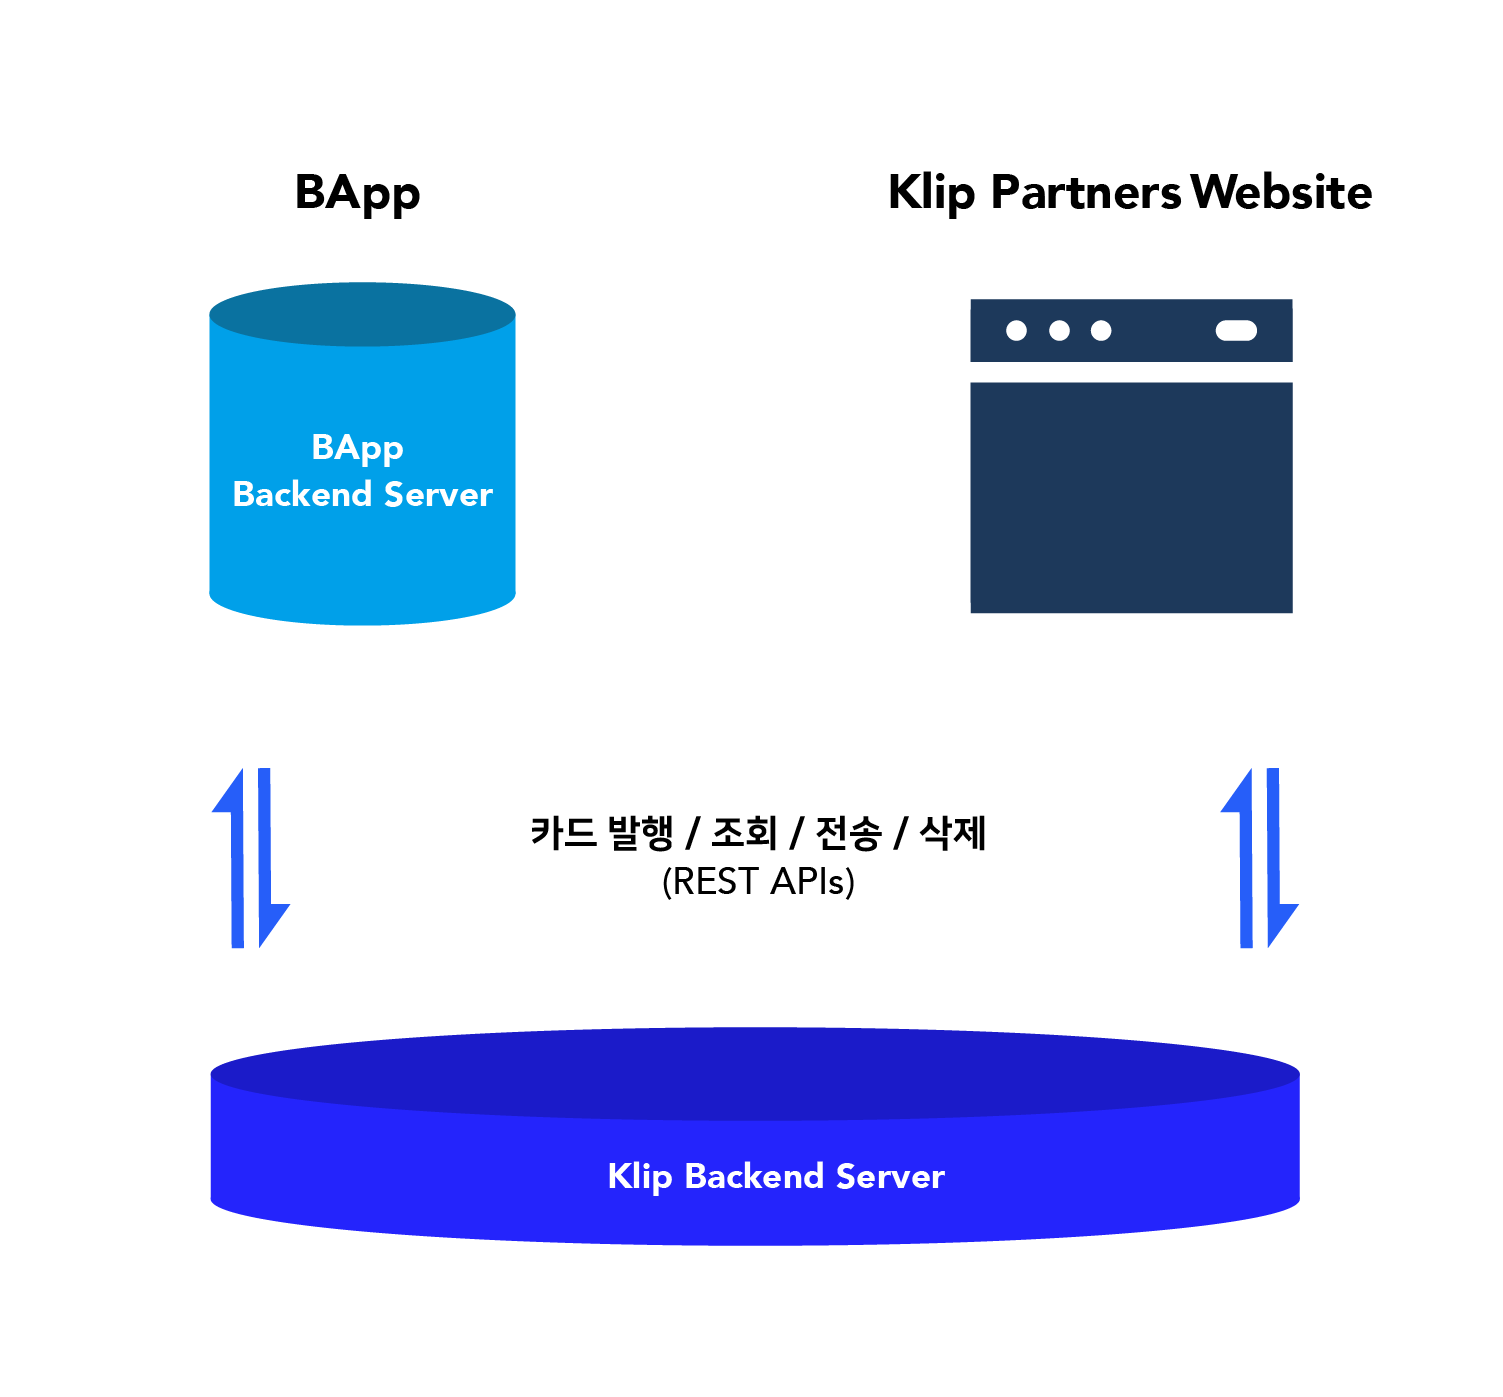 BApp
Klip Partners Website
BApp
Backend Server
카드 발행 / 조회 / 전송 / 삭제
(REST APIs)
Klip Backend Server